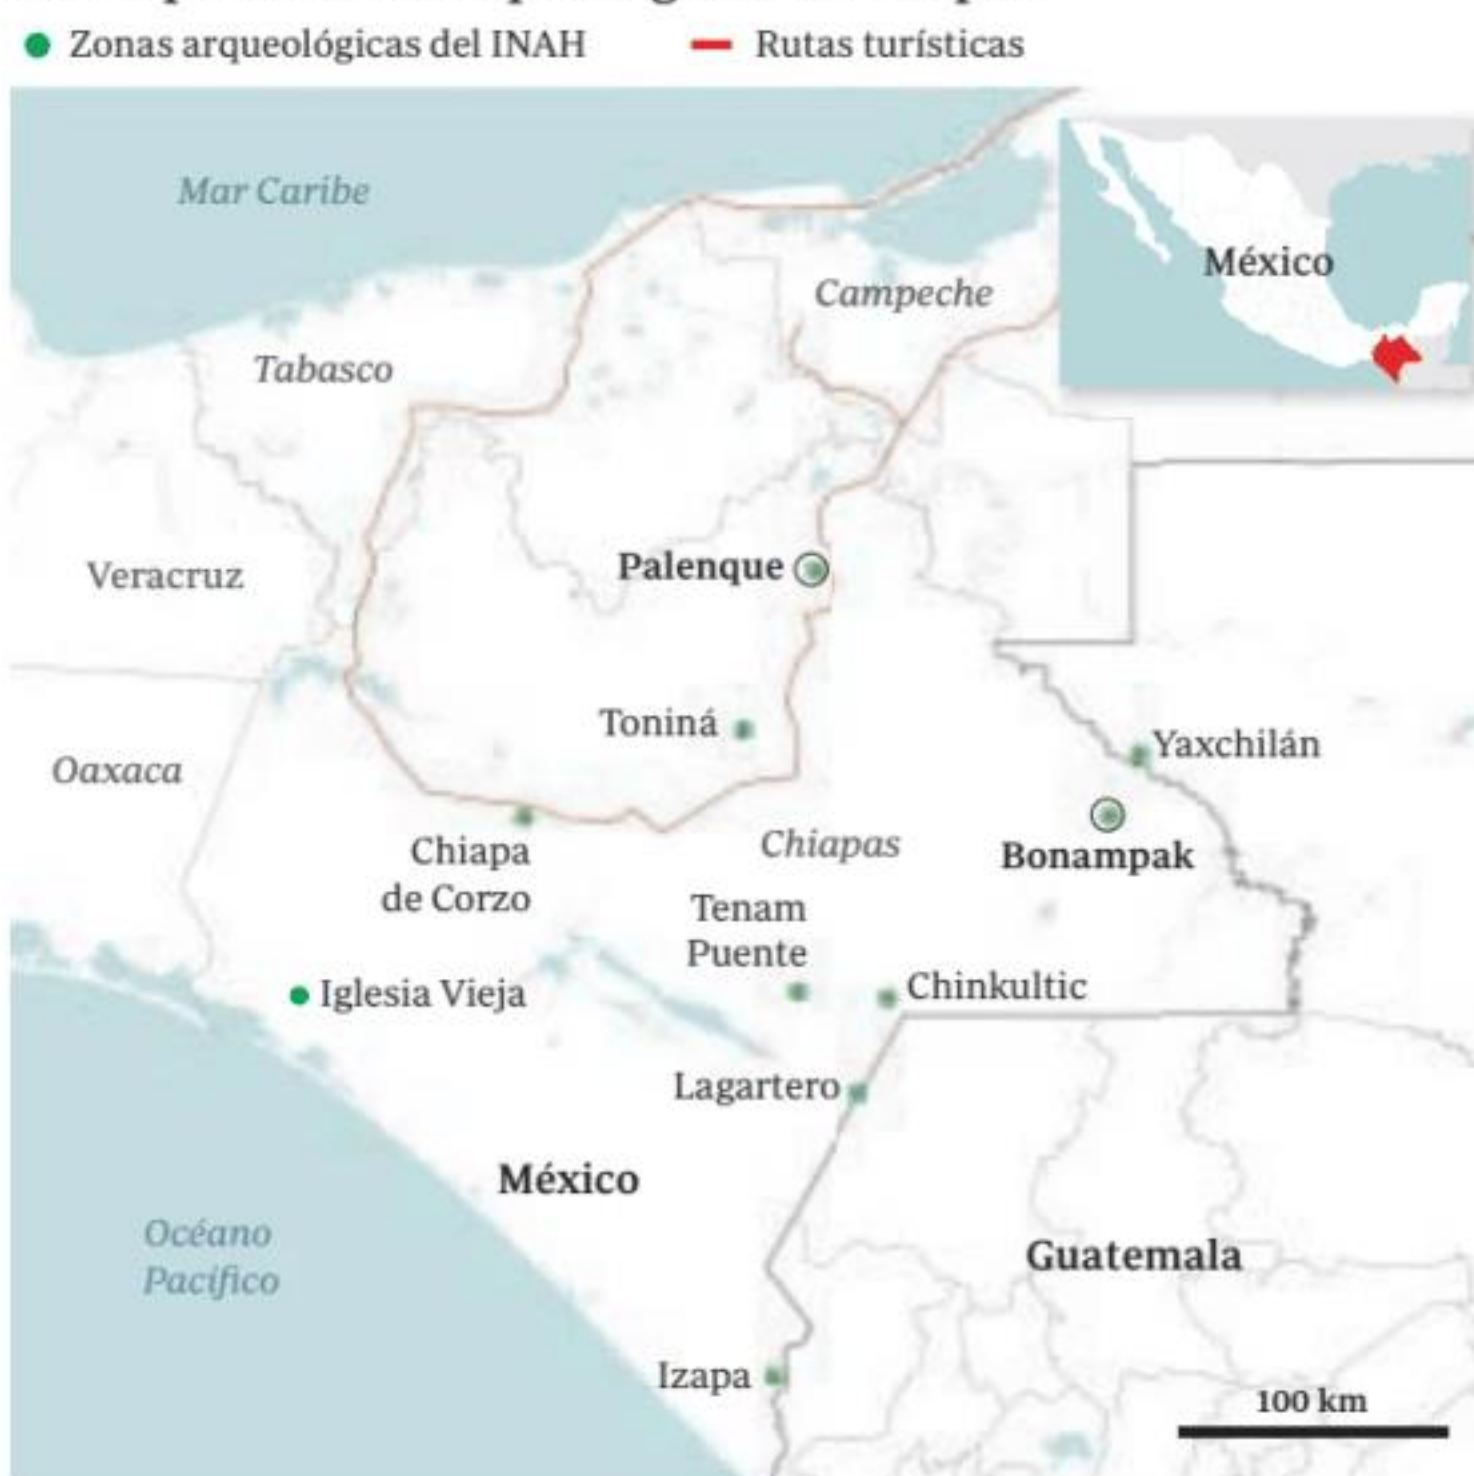 Zonas arqueológicas del INAH
Rutas turísticas
Mar Caribe
México
Campeche
Tabasco
Palenque
Veracruz
Toniná
Yaxchilán
Oaxaca
Chiapa
de Corzo
Chiapas
Bonampak
Tenam
Puente
Iglesia Vieja
Chinkultic
Lagartero
México
Océano
Pacífico
Guatemala
Izapa
100 km